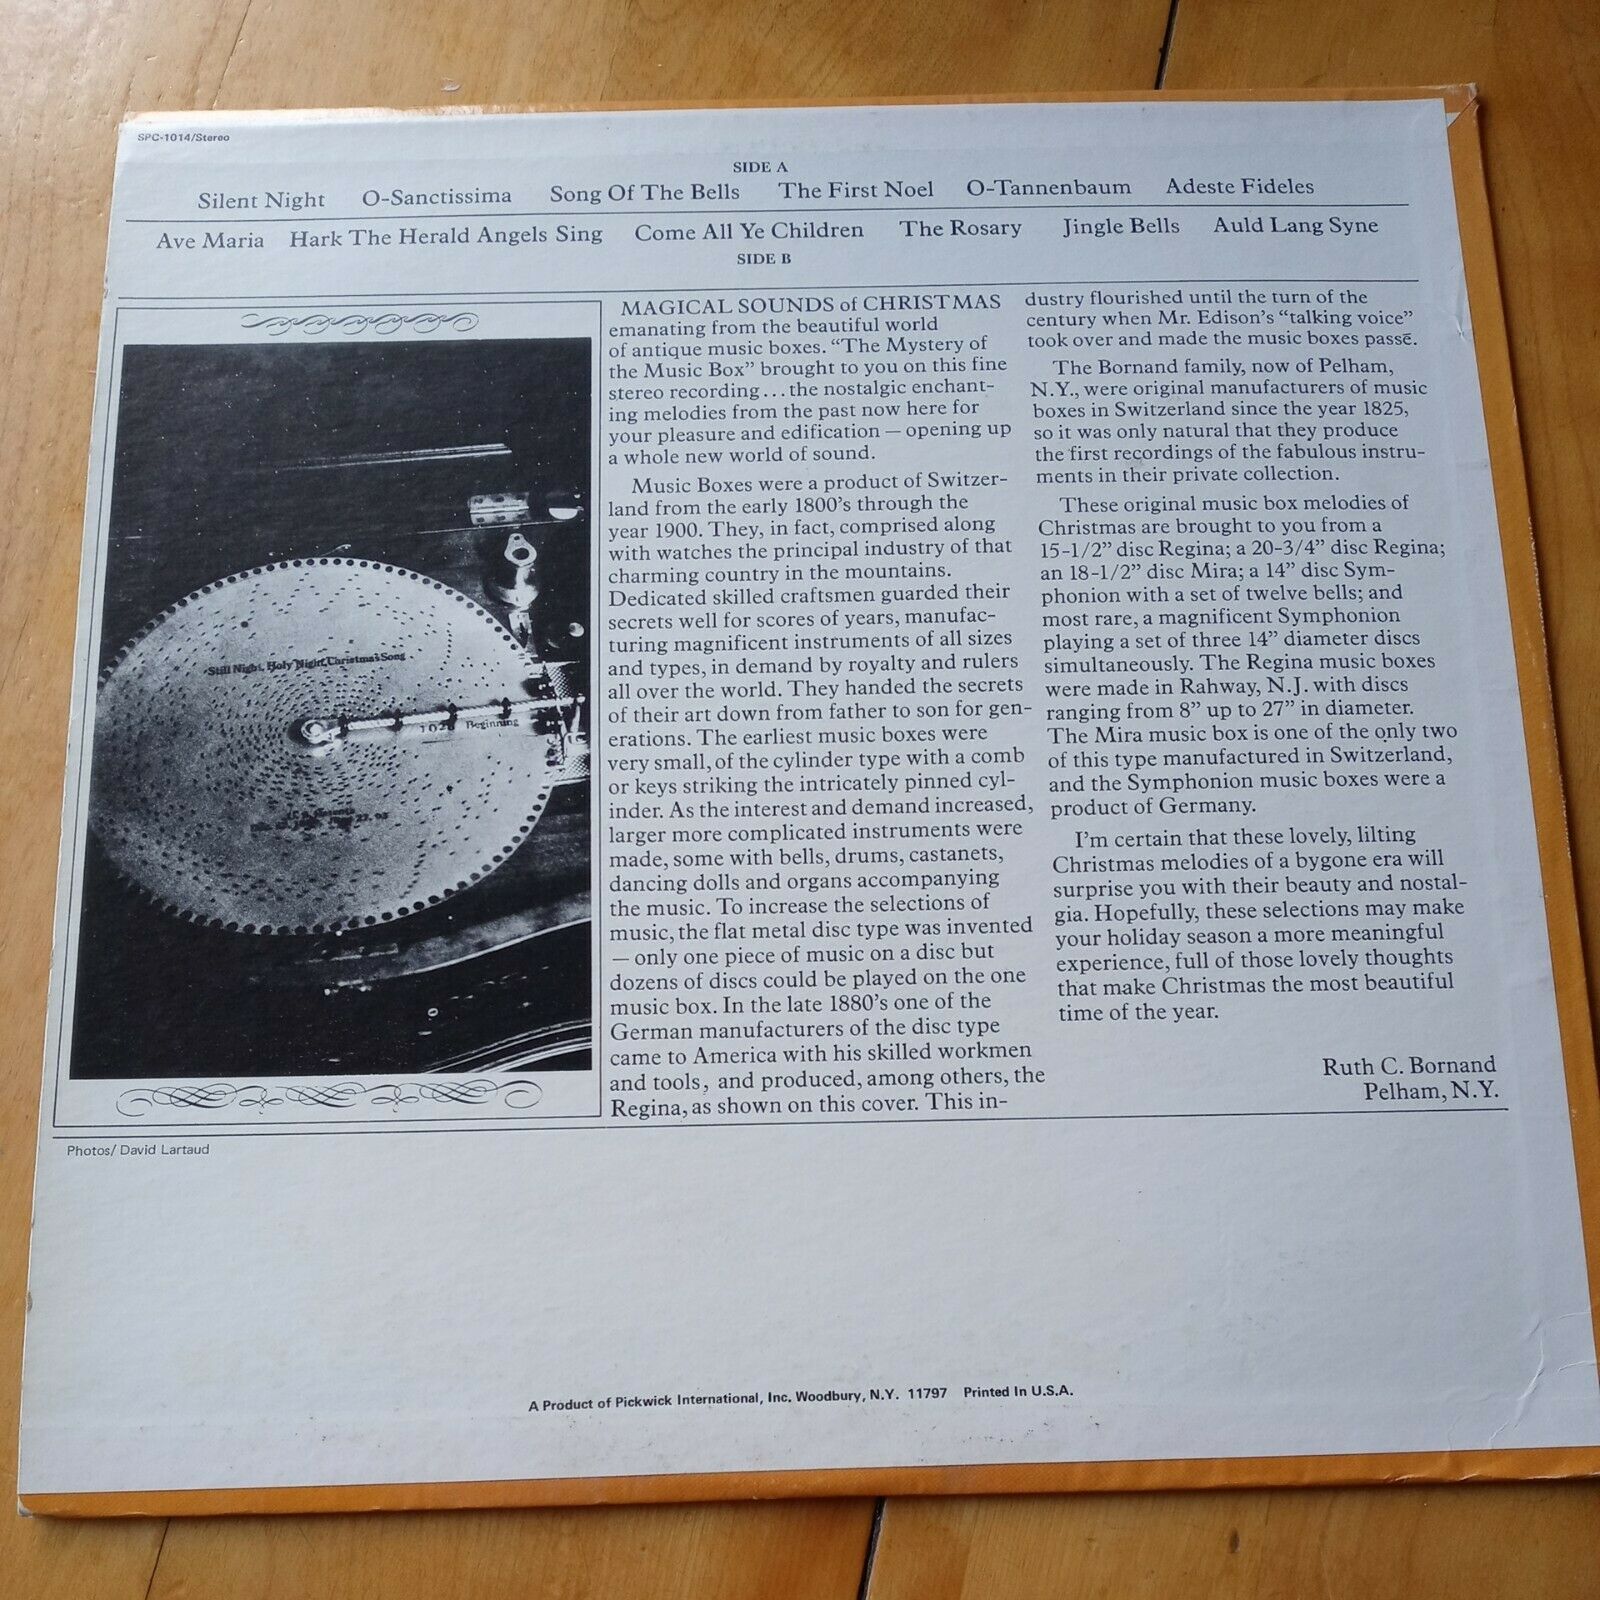 SPC-1014/Stereo
SIDE A
Silent Night O-Sanctissima Song Of The Bells The First Noel O-Tannenbaum Adeste Fideles
Ave Maria Hark The Herald Angels Sing Come All Ye Children The Rosary Jingle Bells Auld Lang Syne
SIDE B
Still Night, Holy Night, Christmas Song
Beginning
MAGICAL SOUNDS of CHRISTMAS
emanating from the beautiful world
of antique music boxes. “The Mystery of
the Music Box” brought to you on this fine
stereo recording...the nostalgic enchant-
ing melodies from the past now here for
your pleasure and edification — opening up
a whole new world of sound.
Music Boxes were a product of Switzer-
land from the early 1800’s through the
year 1900. They, in fact, comprised along
with watches the principal industry of that
charming country in the mountains.
Dedicated skilled craftsmen guarded their
secrets well for scores of years, manufac-
turing magnificent instruments of all sizes
and types, in demand by royalty and rulers
all over the world. They handed the secrets
of their art down from father to son for gen-
erations. The earliest music boxes were
very small, of the cylinder type with a comb
or keys striking the intricately pinned cyl-
inder. As the interest and demand increased,
larger more complicated instruments were
made, some with bells, drums, castanets,
dancing dolls and organs accompanying
the music. To increase the selections of
music, the flat metal disc type was invented
— only one piece of music on a disc but
dozens of discs could be played on the one
music box. In the late 1880’s one of the
German manufacturers of the disc type
came to America with his skilled workmen
and tools, and produced, among others, the
Regina, as shown on this cover. This in-
dustry flourished until the turn of the
century when Mr. Edison’s “talking voice”
took over and made the music boxes passē.
The Bornand family, now of Pelham,
N.Y., were original manufacturers of music
boxes in Switzerland since the year 1825,
so it was only natural that they produce
the first recordings of the fabulous instru-
ments in their private collection.
These original music box melodies of
Christmas are brought to you from a
15-1/2” disc Regina; a 20-3/4” disc Regina;
an 18-1/2” disc Mira; a 14” disc Sym-
phonion with a set of twelve bells; and
most rare, a magnificent Symphonion
playing a set of three 14” diameter discs
simultaneously. The Regina music boxes
were made in Rahway, N.J. with discs
ranging from 8” up to 27” in diameter.
The Mira music box is one of the only two
of this type manufactured in Switzerland,
and the Symphonion music boxes were a
product of Germany.
I’m certain that these lovely, lilting
Christmas melodies of a bygone era will
surprise you with their beauty and nostal-
gia. Hopefully, these selections may make
your holiday season a more meaningful
experience, full of those lovely thoughts
that make Christmas the most beautiful
time of the year.
Ruth C. Bornand
Pelham, N.Y.
Photos/ David Lartaud
A Product of Pickwick International, Inc. Woodbury, N.Y. 11797 Printed In U.S.A.